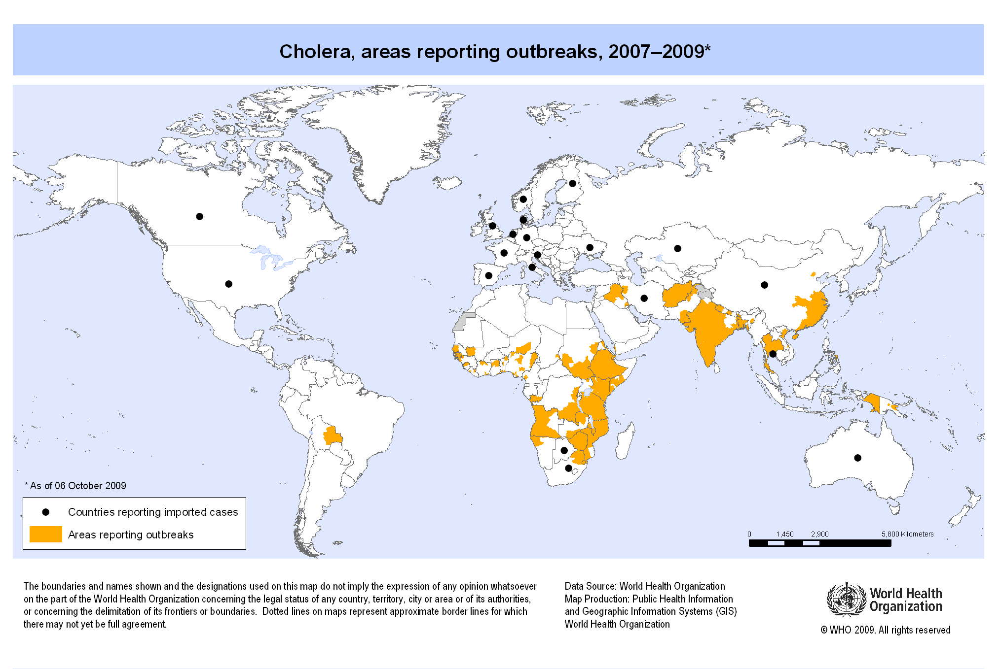 Cholera, areas reporting outbreaks, 2007–2009*
* As of 06 October 2009
Countries reporting imported cases
Areas reporting outbreaks
0 1,450 2,900 5,800 Kilometers
The boundaries and names shown and the designations used on this map do not imply the expression of any opinion whatsoever
on the part of the World Health Organization concerning the legal status of any country, territory, city or area or of its authorities,
or concerning the delimitation of its frontiers or boundaries.  Dotted lines on maps represent approximate border lines for which
there may not yet be full agreement.
Data Source: World Health Organization
Map Production: Public Health Information
and Geographic Information Systems (GIS)
World Health Organization
World Health
Organization
© WHO 2009. All rights reserved